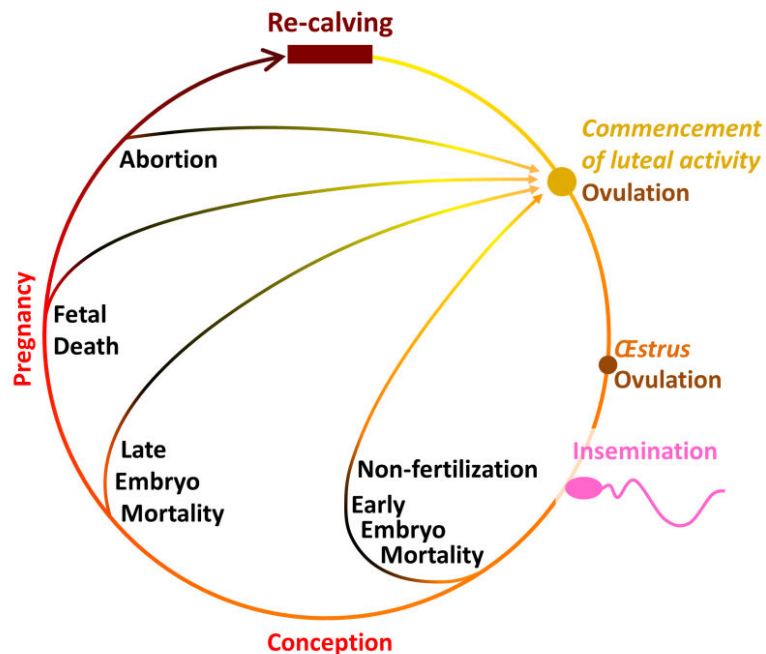 Re-calving
Commencement
of luteal activity
Ovulation
Abortion
Pregnancy
Fetal
Death
Œstrus
Ovulation
Insemination
Late
Embryo
Mortality
Non-fertilization
Early
Embryo
Mortality
Conception